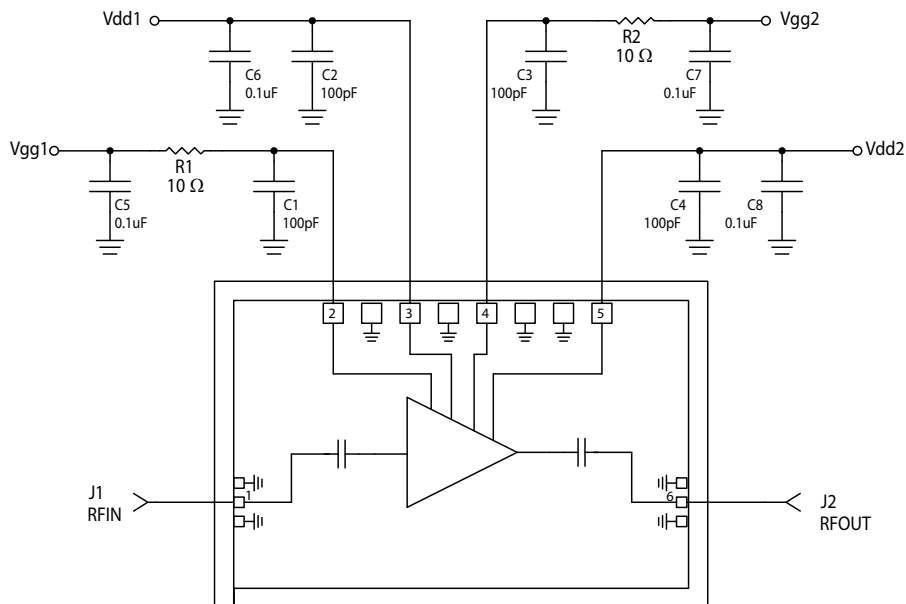 Vdd1
C6
0.1uF
C2
100pF
C3
100pF
R2
10 Ω
C7
0.1uF
Vgg2
Vgg1
C5
0.1uF
R1
10 Ω
C1
100pF
C4
100pF
C8
0.1uF
Vdd2
2
3
4
5
J1
RFIN
1
6
J2
RFOUT